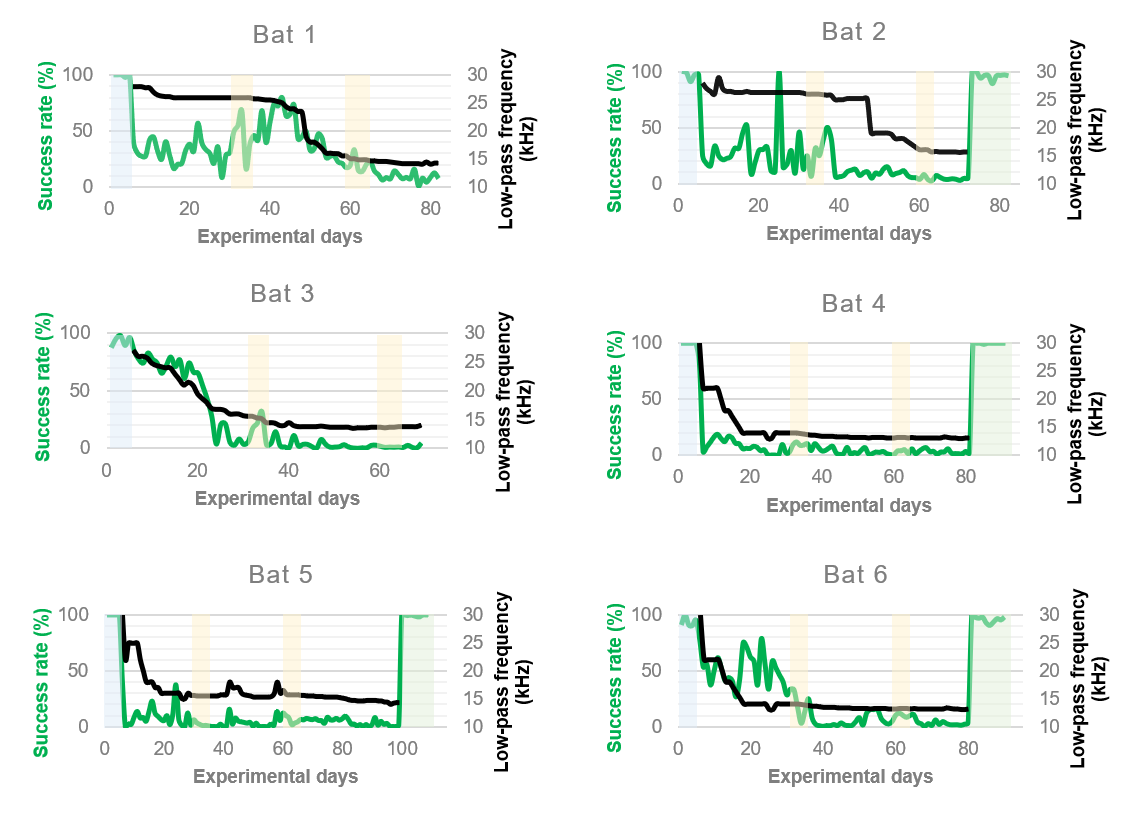 Bat 1
Success rate (%)
100
50
0
30
25
20
15
10
Low-pass frequency
(kHz)
0 20 40 60 80
Experimental days
Bat 2
Success rate (%)
100
50
0
30
25
20
15
10
Low-pass frequency
(kHz)
0 20 40 60 80
Experimental days
Bat 3
Success rate (%)
100
50
0
30
25
20
15
10
Low-pass frequency
(kHz)
0 20 40 60
Experimental days
Bat 4
Success rate (%)
100
50
0
30
25
20
15
10
Low-pass frequency
(kHz)
0 20 40 60 80
Experimental days
Bat 5
Success rate (%)
100
50
0
30
25
20
15
10
Low-pass frequency
(kHz)
0 20 40 60 80 100
Experimental days
Bat 6
Success rate (%)
100
50
0
30
25
20
15
10
Low-pass frequency
(kHz)
0 20 40 60 80
Experimental days